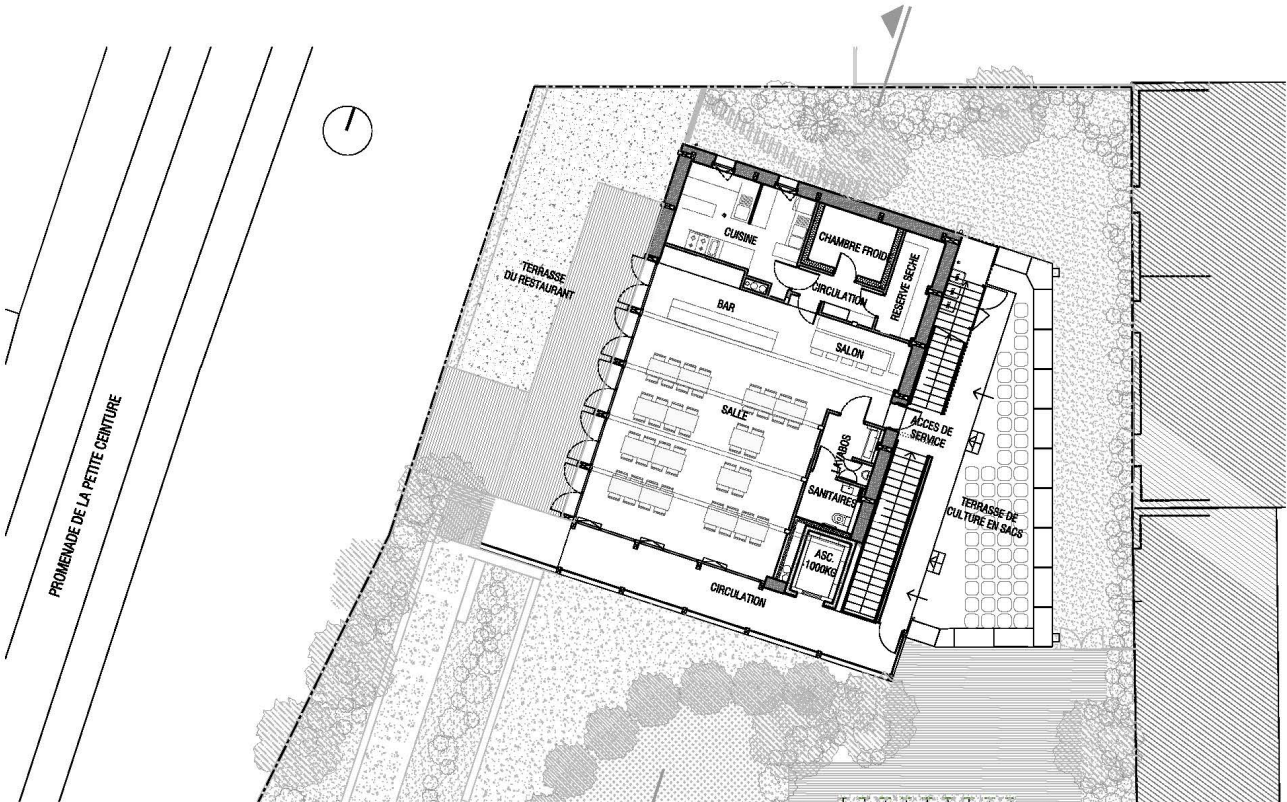 CUISINE
CHAMBRE FROID
TERRASSE
DU RESTAURANT
CIRCULATION
RESERVE SECHE
BAR
SALON
PROMENADE DE LA PETITE CEINTURE
SALLE
ACCES DE
SERVICE
LAVABOS
SANITAIRES
TERRASSE DE
CULTURE EN SACS
ASC.
1000KG
CIRCULATION